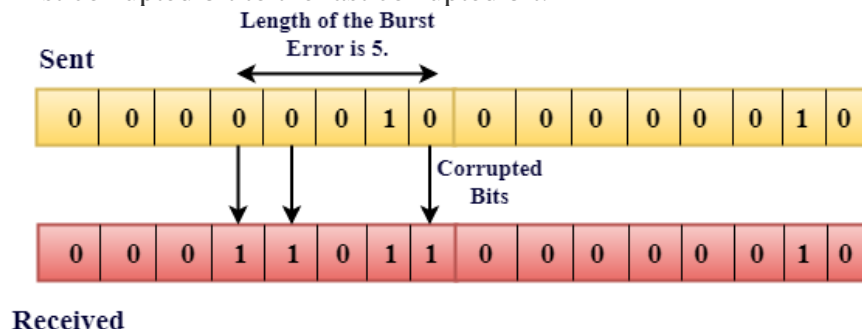 Length of the Burst
Error is 5.
Sent
0 0 0 0 0 0 1 0 0 0 0 0 0 0 1 0
Corrupted
Bits
0 0 0 1 1 0 1 1 0 0 0 0 0 0 1 0
Received